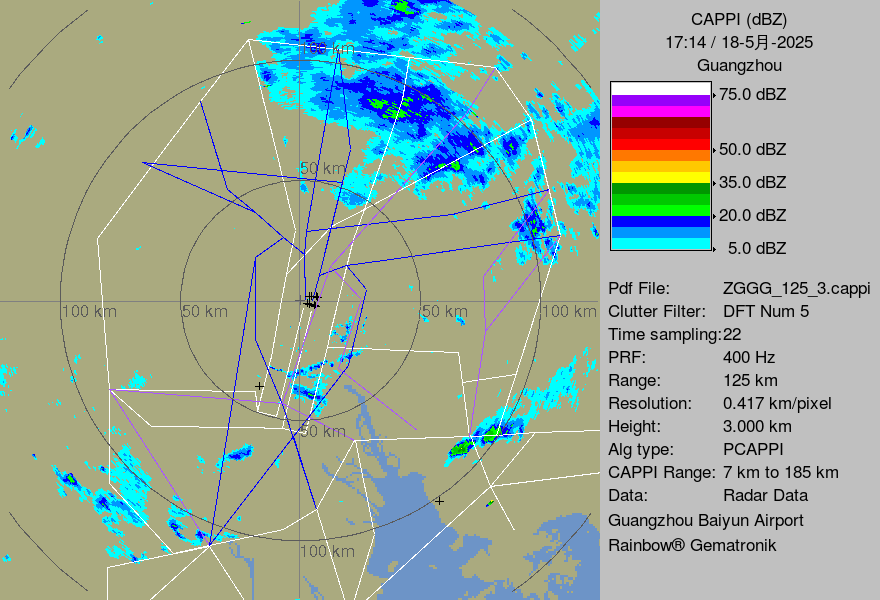 CAPPI (dBZ)
17:14 / 18-5月-2025
Guangzhou
75.0 dBZ
50.0 dBZ
35.0 dBZ
20.0 dBZ
5.0 dBZ
Pdf File: ZGGG_125_3.cappi
Clutter Filter: DFT Num 5
Time sampling:22
PRF: 400 Hz
Range: 125 km
Resolution: 0.417 km/pixel
Height: 3.000 km
Alg type: PCAPPI
CAPPI Range: 7 km to 185 km
Data: Radar Data
Guangzhou Baiyun Airport
Rainbow® Gematronik
100 km
50 km
100 km
50 km
50 km
100 km
50 km
100 km